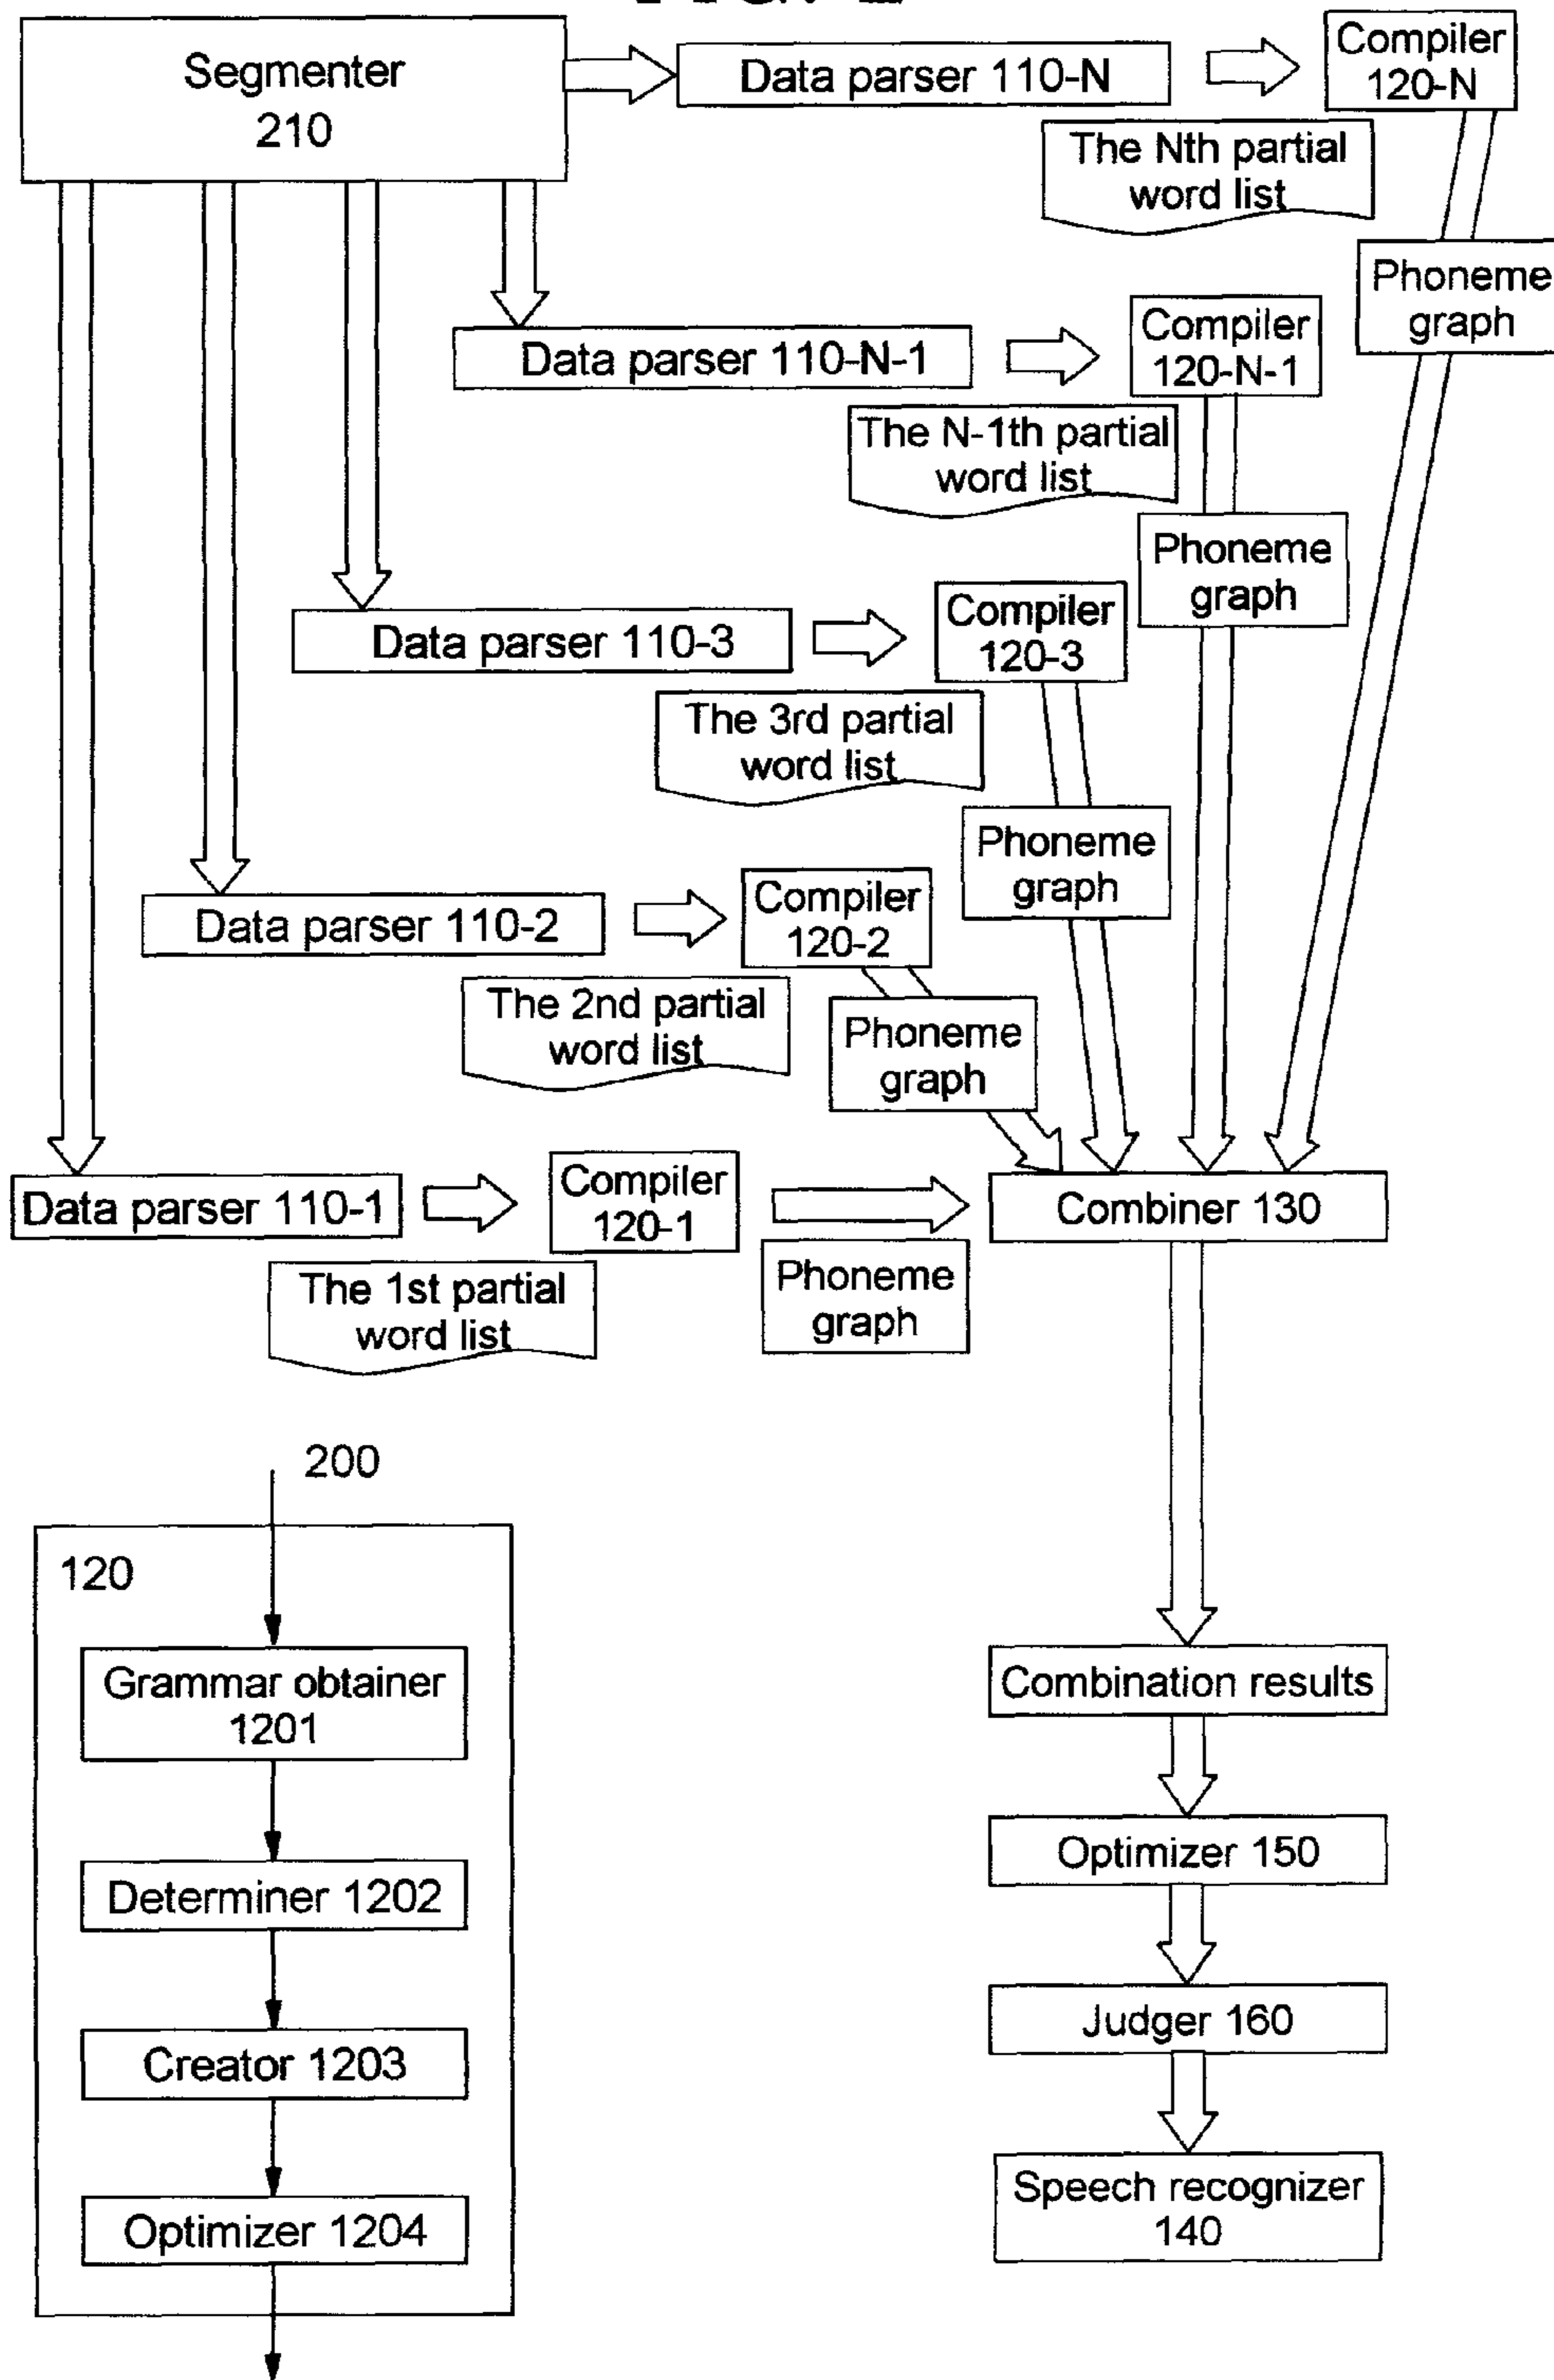 Segmenter
210
Data parser 110-N
Compiler
120-N
The Nth partial
word list
Phoneme
graph
Data parser 110-N-1
Compiler
120-N-1
The N-1th partial
word list
Phoneme
graph
Data parser 110-3
Compiler
120-3
The 3rd partial
word list
Phoneme
graph
Data parser 110-2
Compiler
120-2
The 2nd partial
word list
Phoneme
graph
Data parser 110-1
Compiler
120-1
Combiner 130
The 1st partial
word list
Phoneme
graph
200
120
Grammar obtainer
1201
Determiner 1202
Creator 1203
Optimizer 1204
Combination results
Optimizer 150
Judger 160
Speech recognizer
140